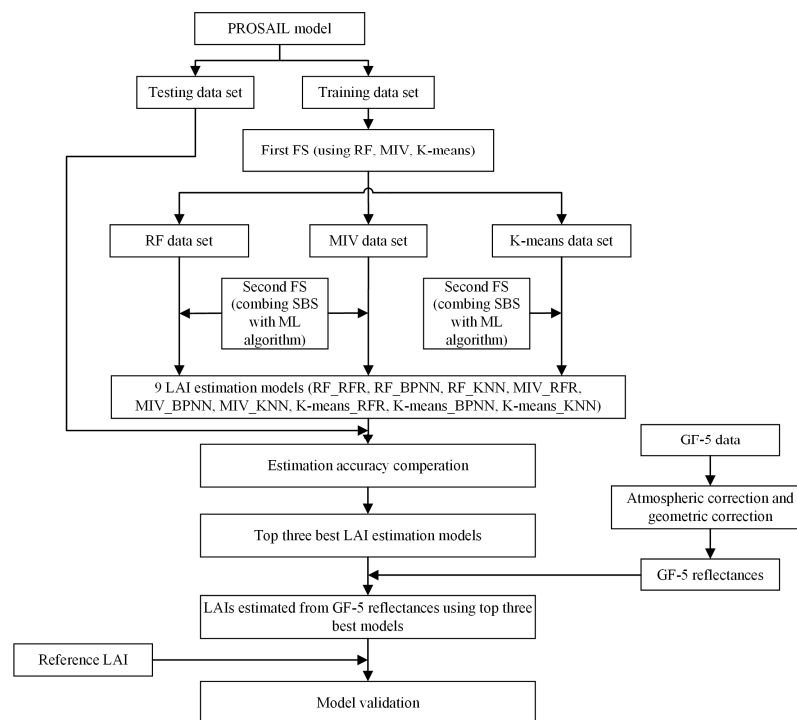 PROSAIL model
Testing data set
Training data set
First FS (using RF, MIV, K-means)
RF data set
MIV data set
K-means data set
Second FS
(combing SBS
with ML
algorithm)
Second FS
(combing SBS
with ML
algorithm)
9 LAI estimation models (RF_RFR, RF_BPNN, RF_KNN, MIV_RFR,
MIV_BPNN, MIV_KNN, K-means_RFR, K-means_BPNN, K-means_KNN)
GF-5 data
Estimation accuracy comperation
Atmospheric correction and
geometric correction
Top three best LAI estimation models
GF-5 reflectances
LAIs estimated from GF-5 reflectances using top three
best models
Reference LAI
Model validation